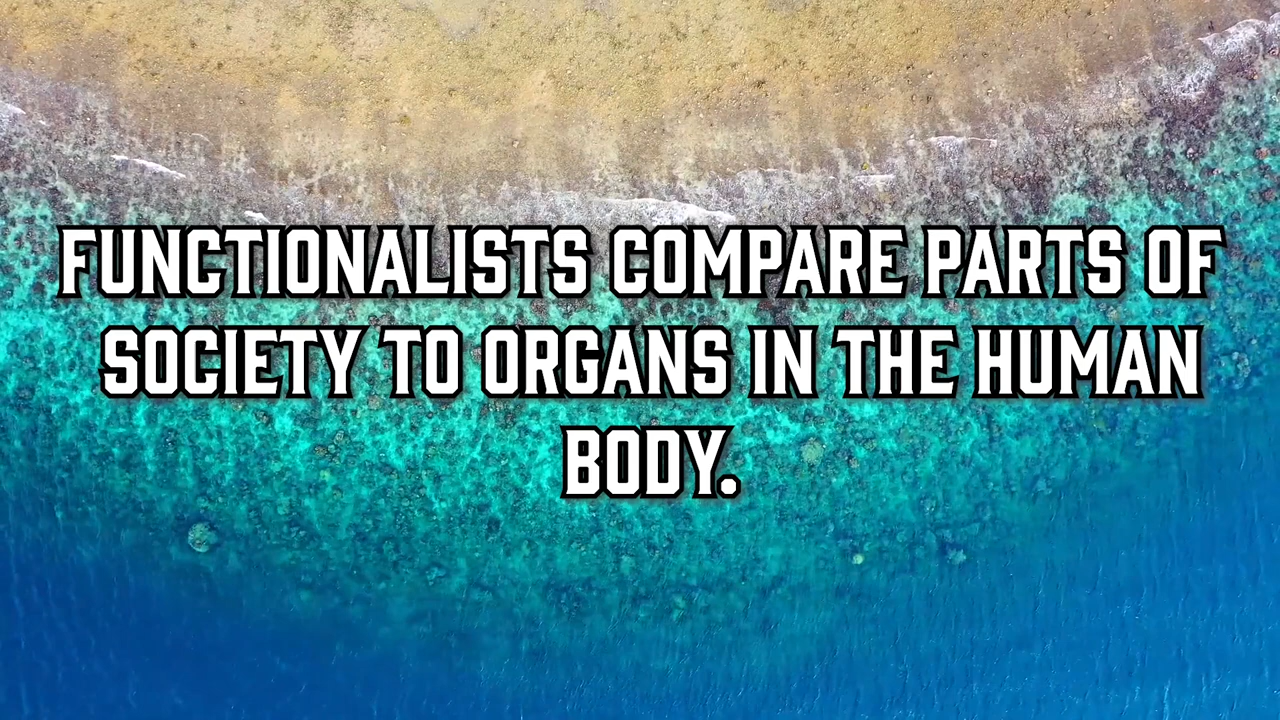 FUNCTIONALISTS COMPARE PARTS OF
SOCIETY TO ORGANS IN THE HUMAN
BODY.